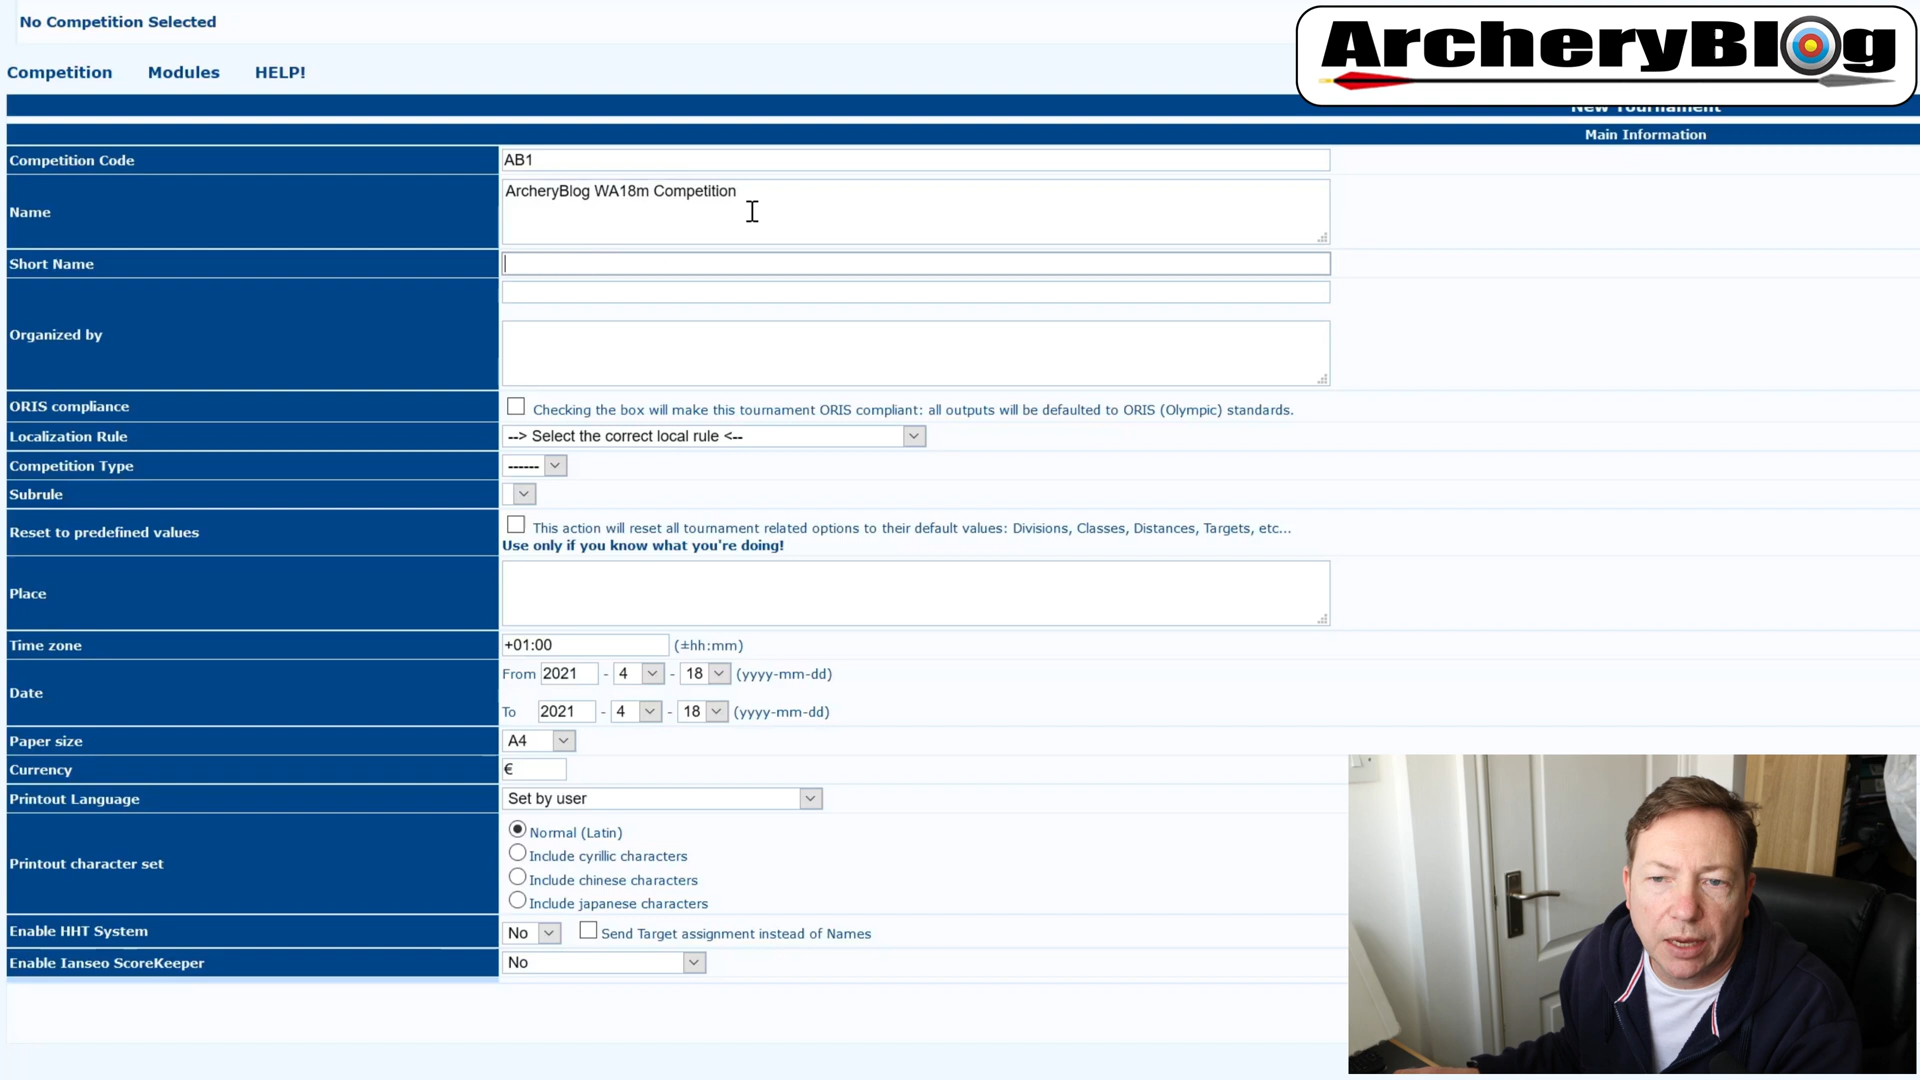 No Competition Selected
ArcheryBlog
Competition Modules HELP!
New Tournament
Main Information
Competition Code AB1
Name ArcheryBlog WA18m Competition
Short Name
Organized by
ORIS compliance Checking the box will make this tournament ORIS compliant: all outputs will be defaulted to ORIS (Olympic) standards.
Localization Rule --> Select the correct local rule <--
Competition Type ------
Subrule
Reset to predefined values This action will reset all tournament related options to their default values: Divisions, Classes, Distances, Targets, etc...
Use only if you know what you're doing!
Place
Time zone +01:00 (±hh:mm)
Date From 2021 - 4 - 18 (yyyy-mm-dd)
To 2021 - 4 - 18 (yyyy-mm-dd)
Paper size A4
Currency €
Printout Language Set by user
Printout character set Normal (Latin)
Include cyrillic characters
Include chinese characters
Include japanese characters
Enable HHT System No Send Target assignment instead of Names
Enable Ianseo ScoreKeeper No